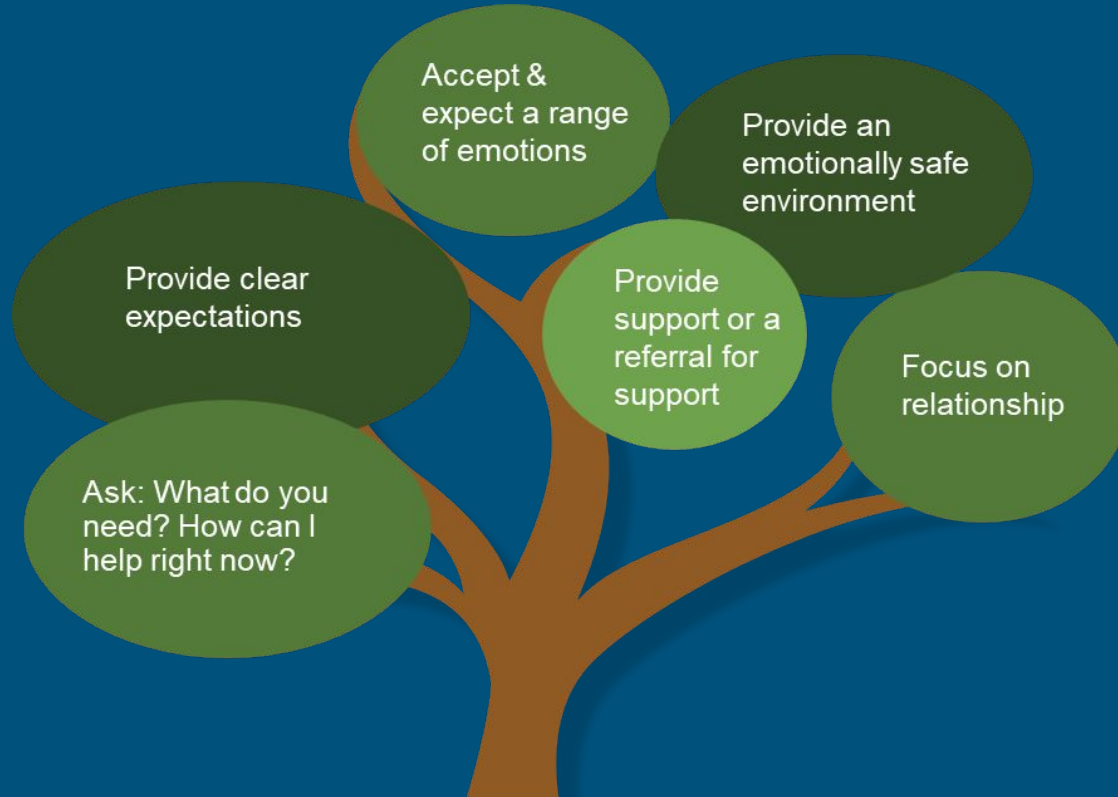 Accept &
expect a range
of emotions
Provide an
emotionally safe
environment
Provide clear
expectations
Provide
support or a
referral for
support
Focus on
relationship
Ask: What do you
need? How can I
help right now?